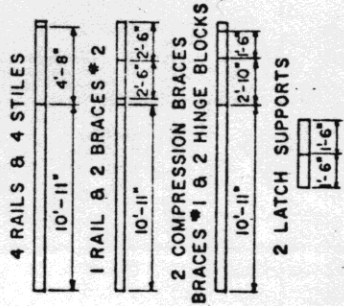 4 RAILS & 4 STILES
10'-11" 4'-8"
1 RAIL & 2 BRACES #2
10'-11" 2'-6" 2'-6"
2 COMPRESSION BRACES
BRACES #1 & 2 HINGE BLOCKS
10'-11" 2'-10" 1'-6"
2 LATCH SUPPORTS
1'-6" 1'-6"